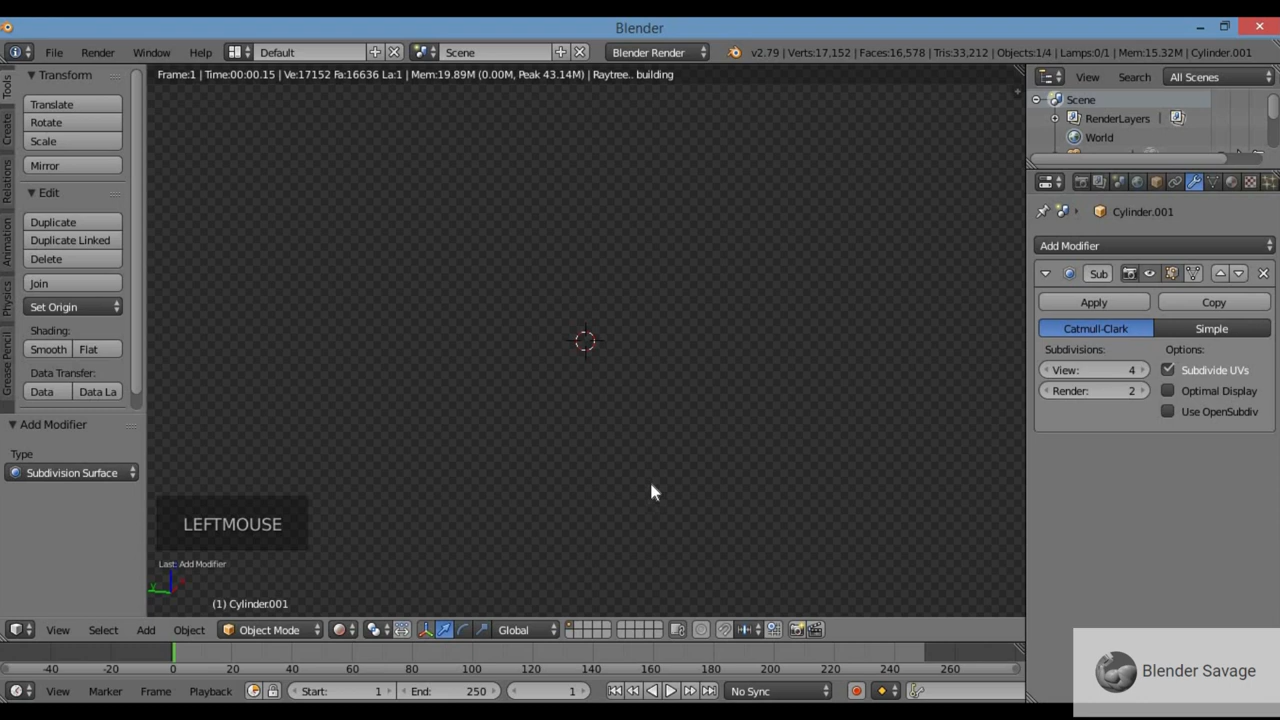 Blender
File Render Window Help Default Scene Blender Render v2.79 | Verts:17,152 | Faces:16,578 | Tris:33,212 | Objects:1/4 | Lamps:0/1 | Mem:15.32M | Cylinder.001
Frame:1 | Time:00:00.15 | Ve:17152 Fa:16636 La:1 | Mem:19.89M (0.00M, Peak 43.14M) | Raytree.. building
Tools
Create
Relations
Animation
Physics
Grease Pencil
Transform
Translate
Rotate
Scale
Mirror
Edit
Duplicate
Duplicate Linked
Delete
Join
Set Origin
Shading:
Smooth Flat
Data Transfer:
Data Data La
Add Modifier
Type
Subdivision Surface
LEFTMOUSE
Last: Add Modifier
y
(1) Cylinder.001
View Search All Scenes
Scene
RenderLayers |
World
Cylinder.001
Add Modifier
Sub
Apply Copy
Catmull-Clark Simple
Subdivisions: Options:
View: 4 Subdivide UVs
Render: 2 Optimal Display
Use OpenSubdiv
View Select Add Object Object Mode Global
-40 -20 0 20 40 60 80 100 120 140 160 180 200 220 240 260
View Marker Frame Playback Start: 1 End: 250 1 No Sync
Blender Savage